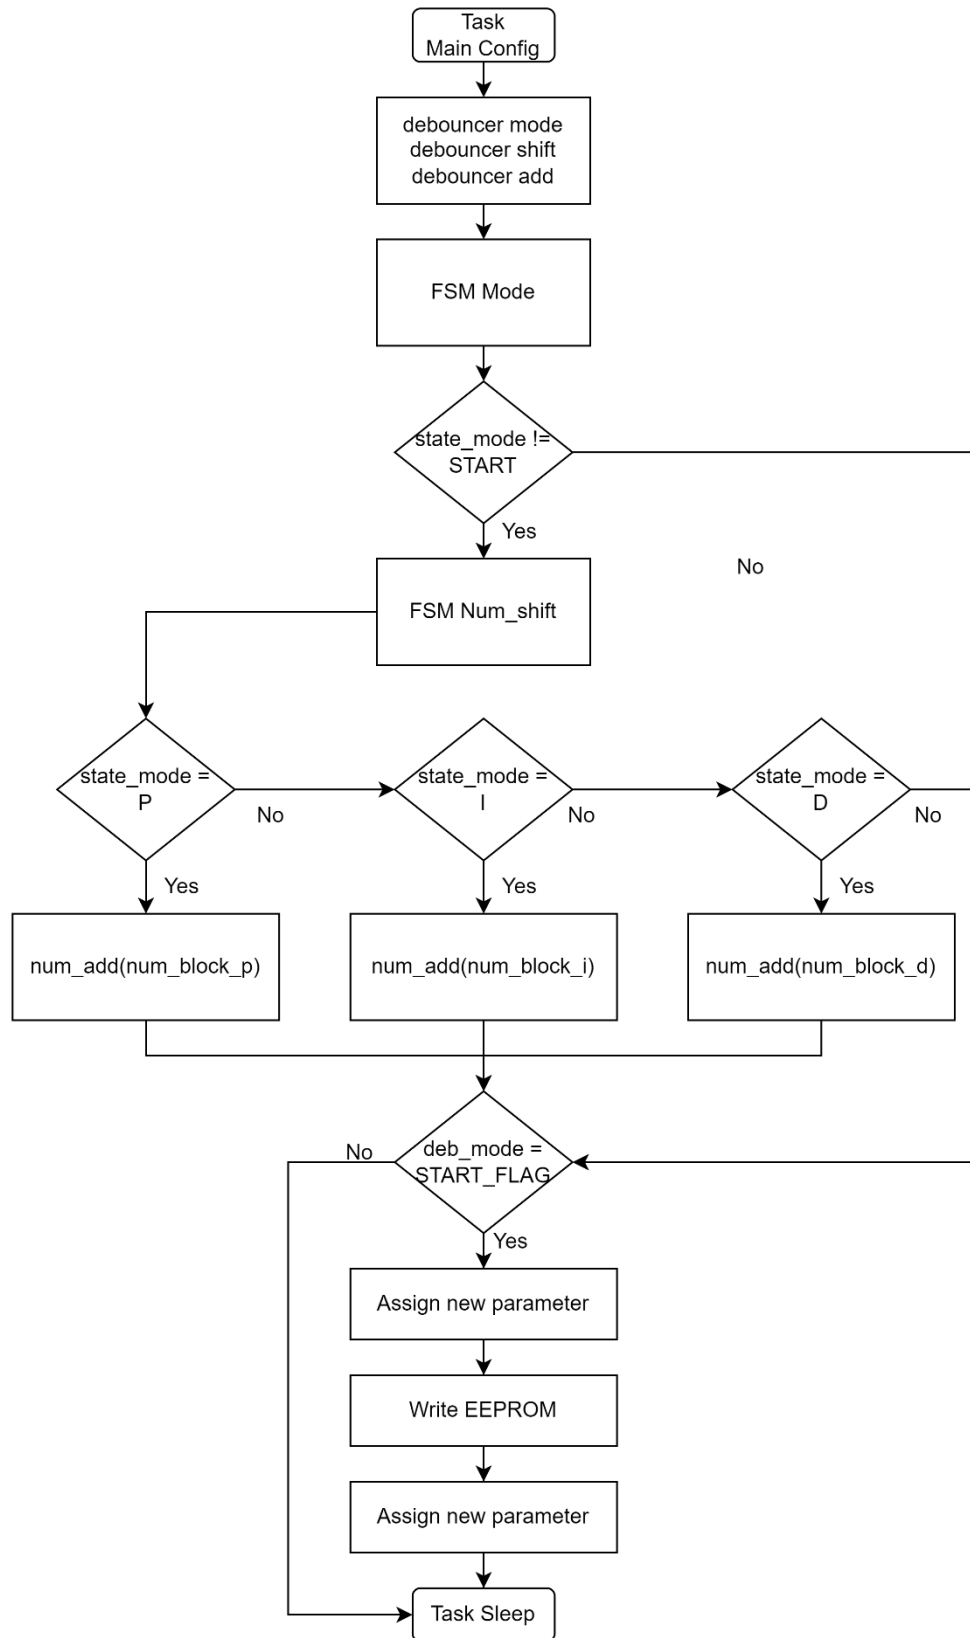 Task
Main Config
debouncer mode
debouncer shift
debouncer add
FSM Mode
state_mode !=
START
Yes
No
FSM Num_shift
state_mode =
P
No
state_mode =
I
No
state_mode =
D
No
Yes
Yes
Yes
num_add(num_block_p)
num_add(num_block_i)
num_add(num_block_d)
No
deb_mode =
START_FLAG
Yes
Assign new parameter
Write EEPROM
Assign new parameter
Task Sleep